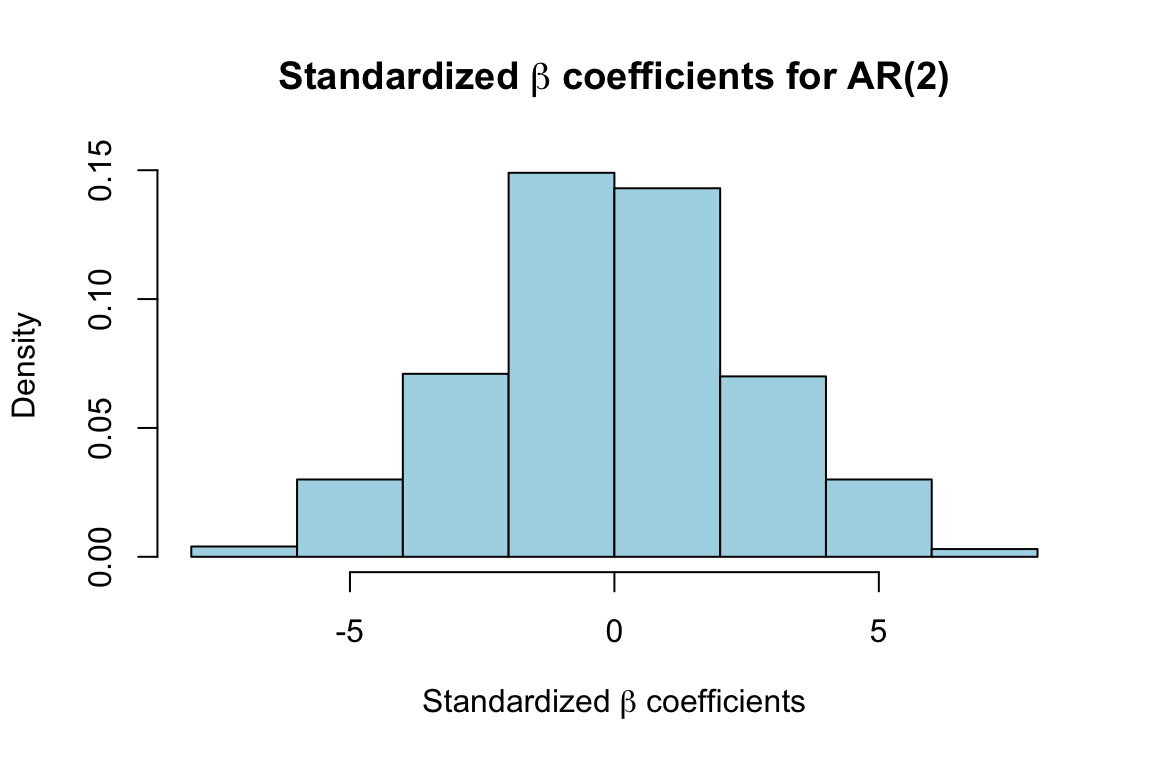 Standardized β coefficients for AR(2)
Density
0.15
0.10
0.05
0.00
-5 0 5
Standardized β coefficients